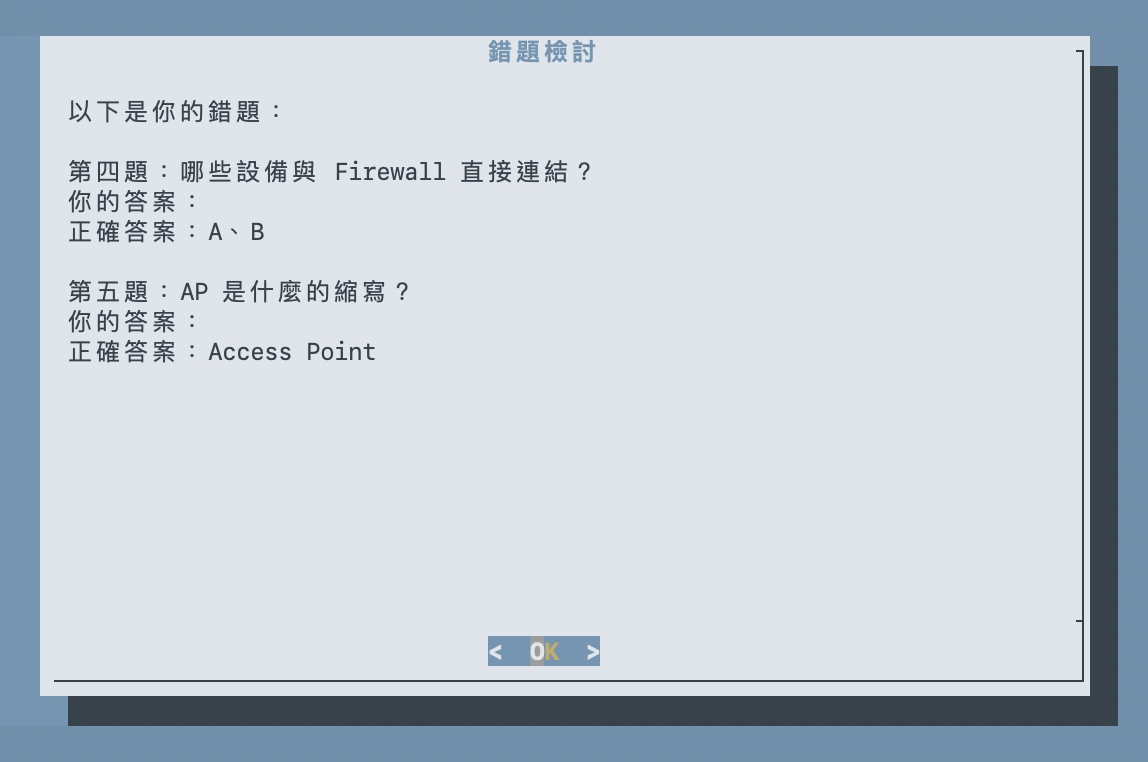 錯題檢討
以下是你的錯題：
第四題：哪些設備與 Firewall 直接連結？
你的答案：
正確答案：A、B
第五題：AP 是什麼的縮寫？
你的答案：
正確答案：Access Point
<  OK  >